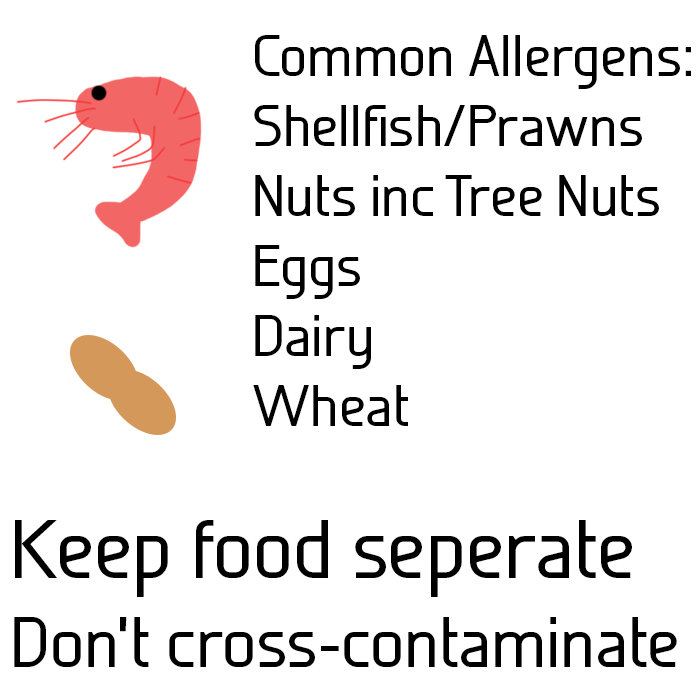 Common Allergens:
Shellfish/Prawns
Nuts inc Tree Nuts
Eggs
Dairy
Wheat
Keep food seperate
Don't cross-contaminate